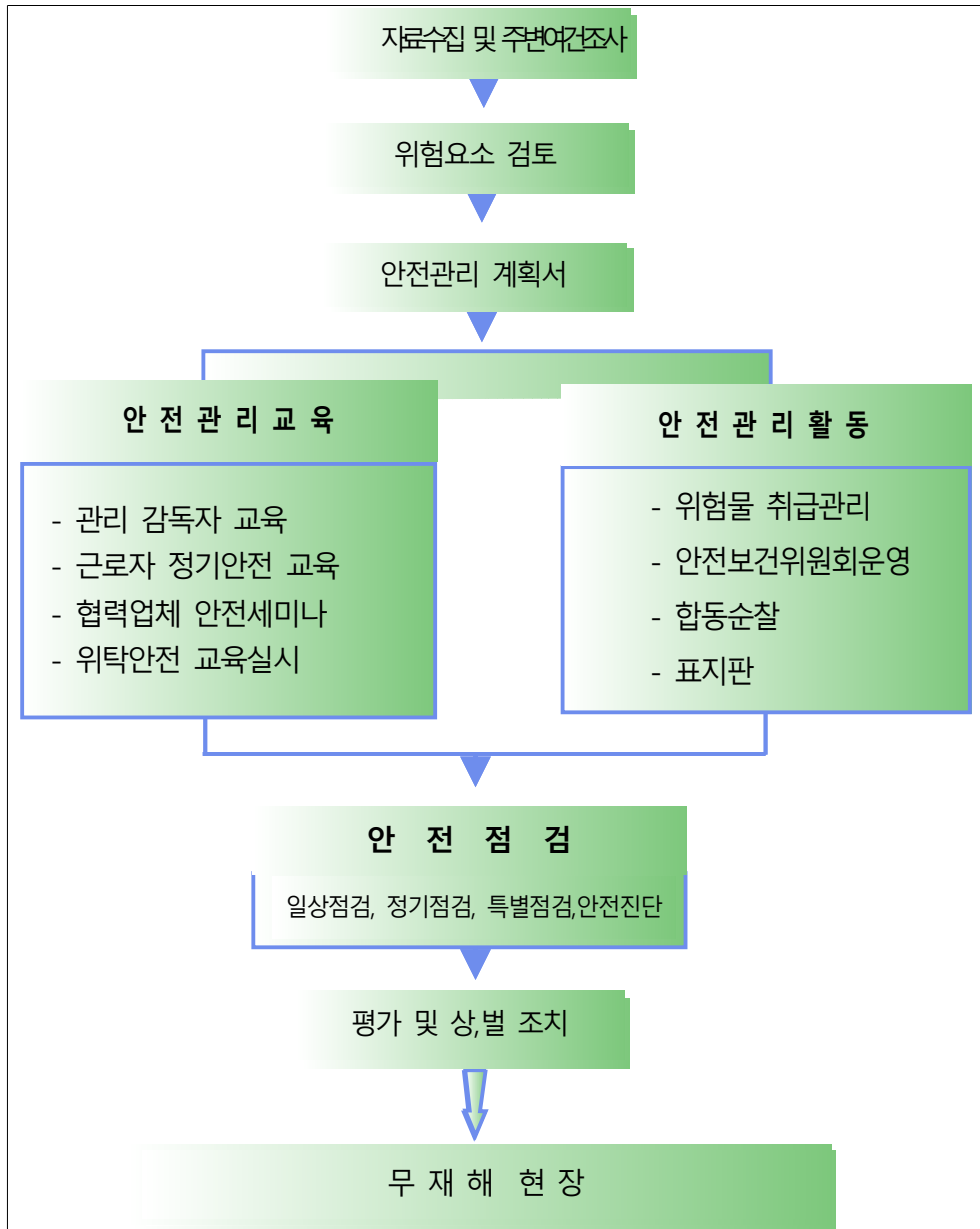 자료수집 및 주변여건조사
위험요소 검토
안전관리 계획서
안 전 관 리 교 육
- 관리 감독자 교육
- 근로자 정기안전 교육
- 협력업체 안전세미나
- 위탁안전 교육실시
안 전 관 리 활 동
- 위험물 취급관리
- 안전보건위원회운영
- 합동순찰
- 표지판
안 전 점 검
일상점검, 정기점검, 특별점검,안전진단
평가 및 상,벌 조치
무 재 해 현 장